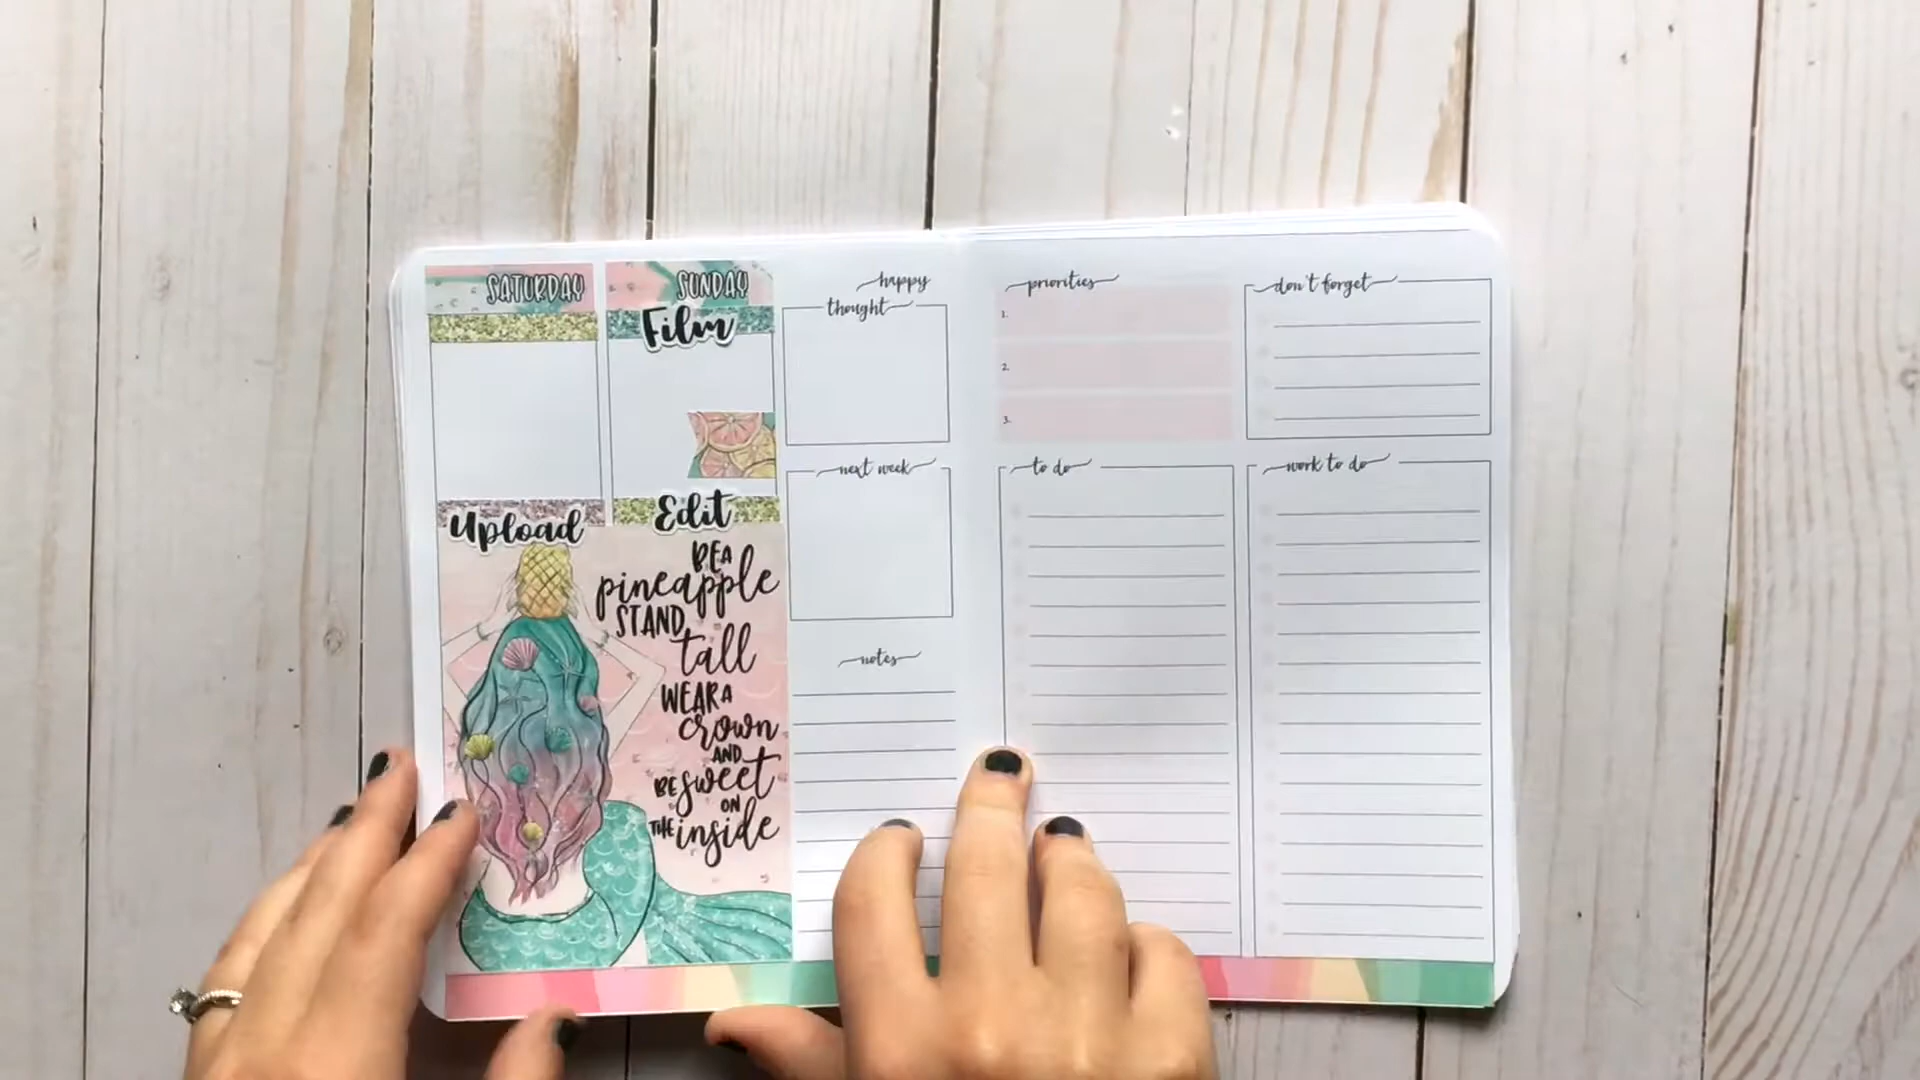 SATURDAY
Upload
SUNDAY
Film
Edit
BE A
pineapple
STAND
tall
WEAR A
crown
AND
BE sweet
ON
THE inside
happy
thought
next week
notes
priorities
1.
2.
3.
don't forget
to do
work to do